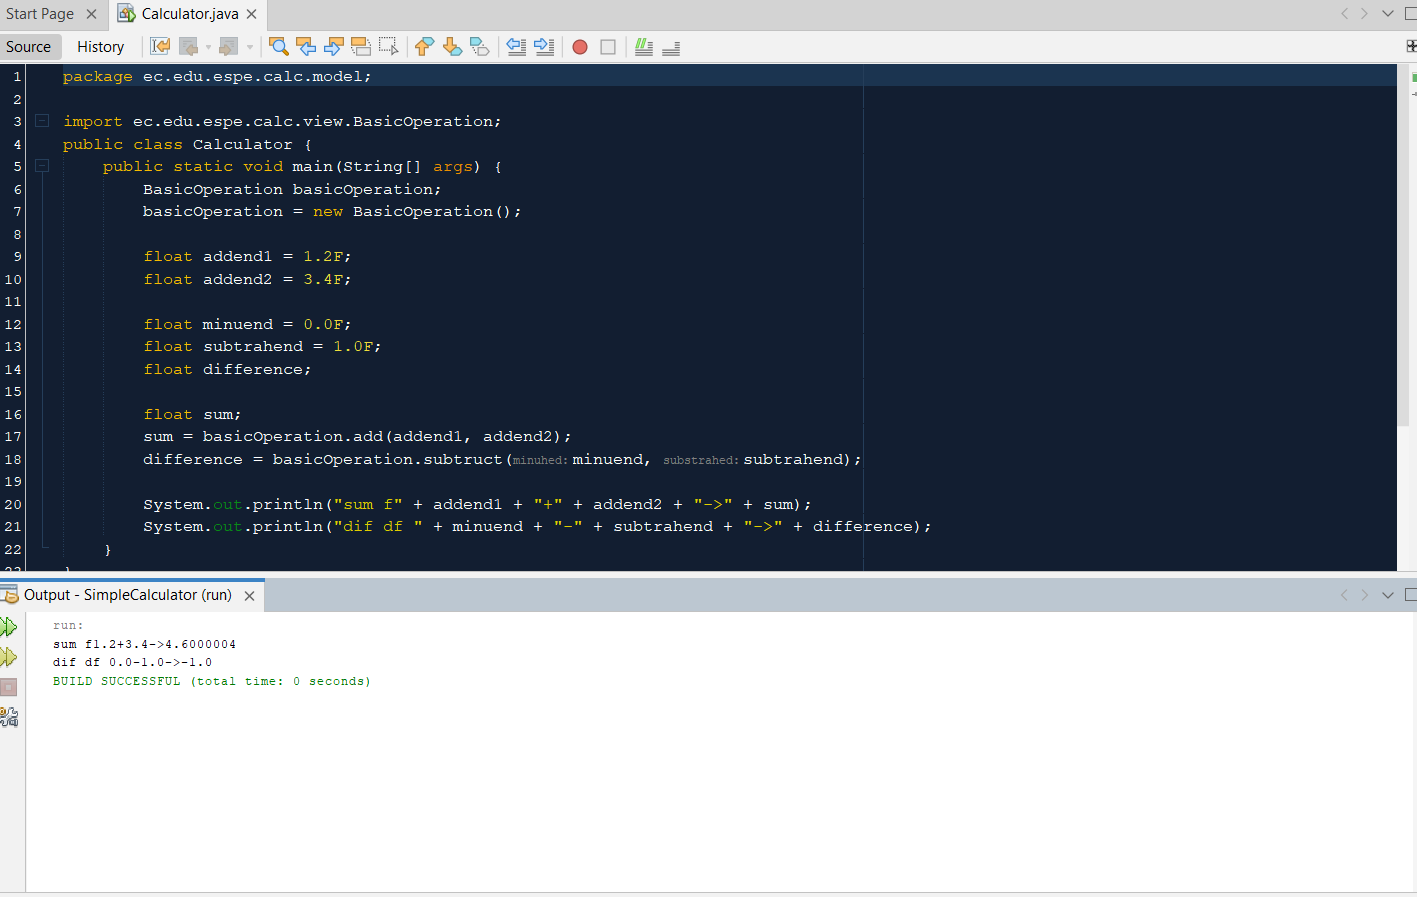 Start Page Calculator.java
Source History
1 package ec.edu.espe.calc.model;
2
3 import ec.edu.espe.calc.view.BasicOperation;
4 public class Calculator {
5 public static void main(String[] args) {
6 BasicOperation basicOperation;
7 basicOperation = new BasicOperation();
8
9 float addend1 = 1.2F;
10 float addend2 = 3.4F;
11
12 float minuend = 0.0F;
13 float subtrahend = 1.0F;
14 float difference;
15
16 float sum;
17 sum = basicOperation.add(addend1, addend2);
18 difference = basicOperation.subtruct(minuhed: minuend, substrahed: subtrahend);
19
20 System.out.println("sum f" + addend1 + "+" + addend2 + "->" + sum);
21 System.out.println("dif df " + minuend + "-" + subtrahend + "->" + difference);
22 }
23 }
Output - SimpleCalculator (run)
run:
sum f1.2+3.4->4.6000004
dif df 0.0-1.0->-1.0
BUILD SUCCESSFUL (total time: 0 seconds)